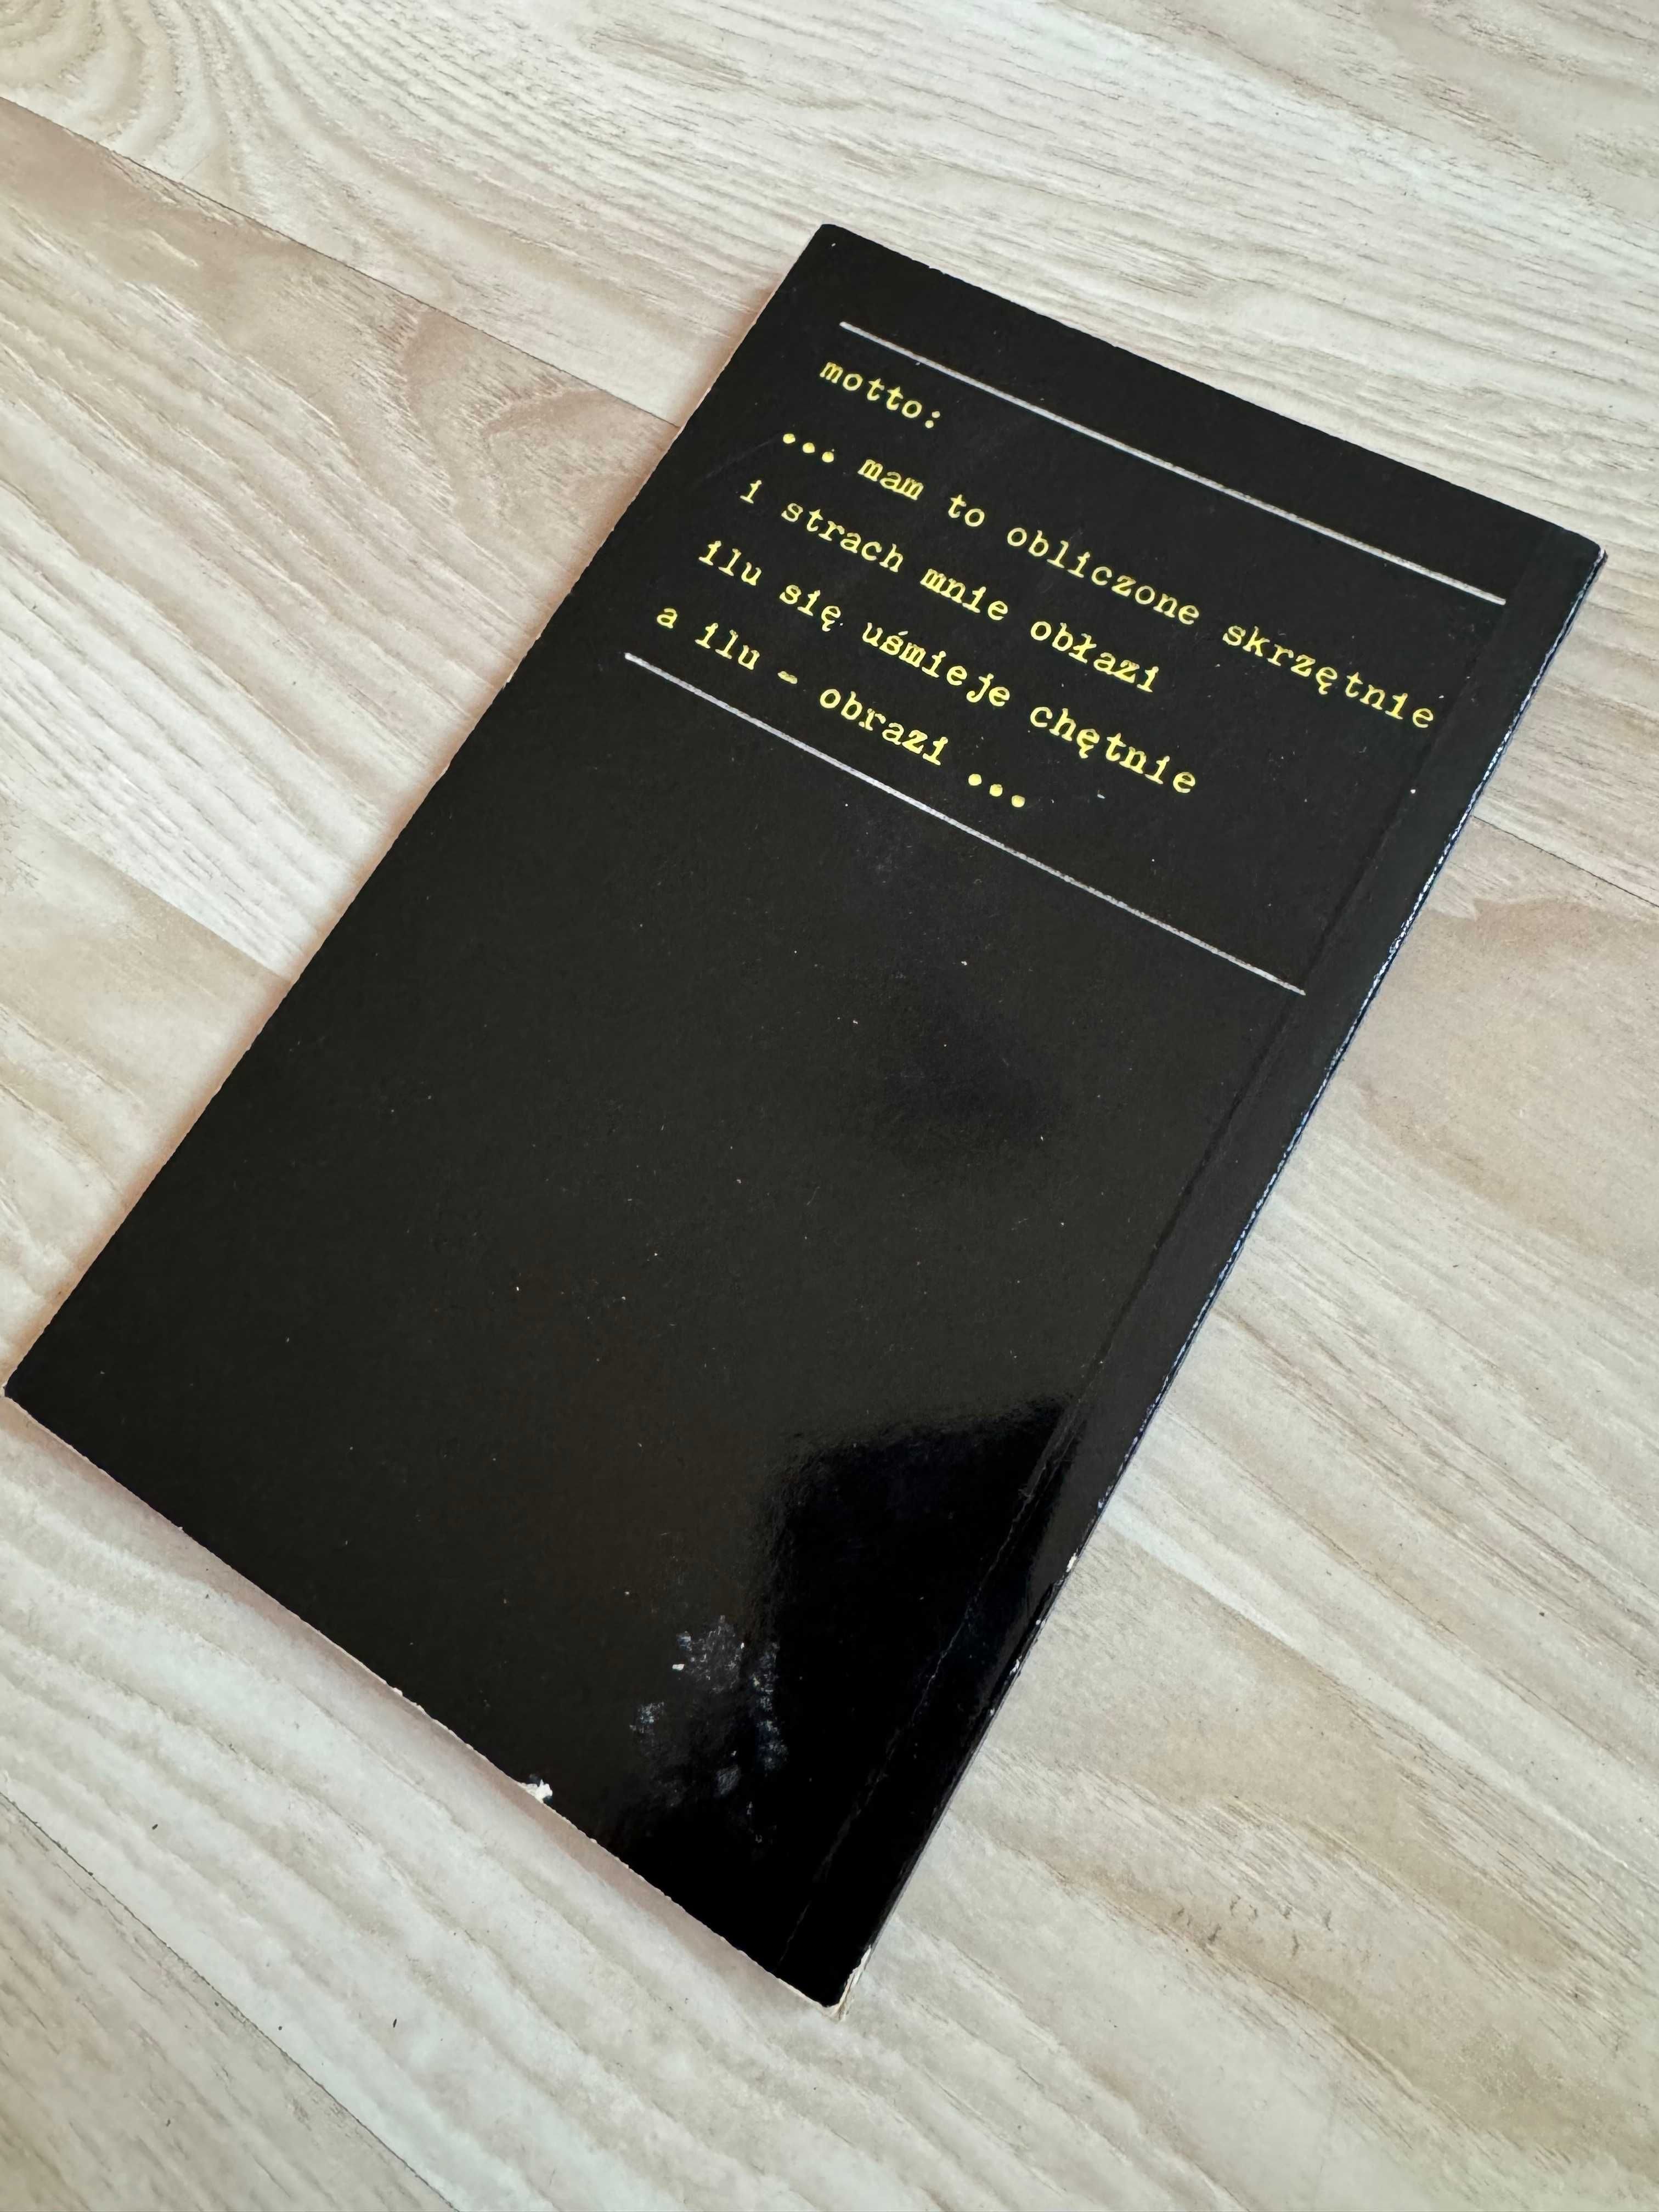 motto:
... mam to obliczone skrzętnie
i strach mnie obłazi
ilu się uśmieje chętnie
a ilu - obrazi ...